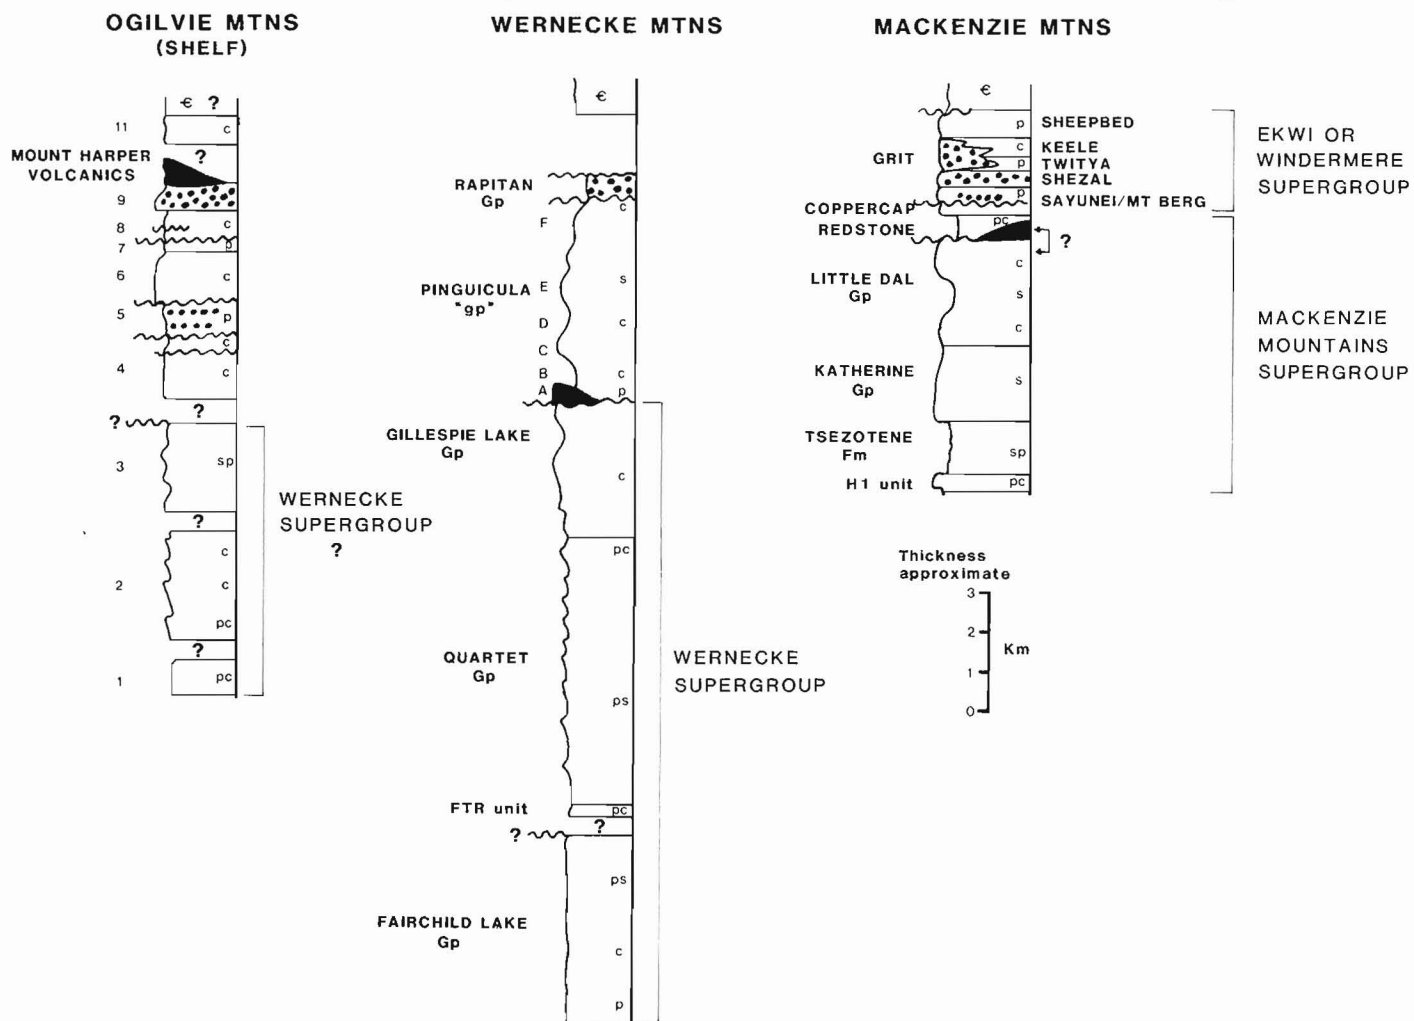 OGILVIE MTNS
(SHELF)
€ ?
11
c
MOUNT HARPER
VOLCANICS
?
9
8
c
7
p
6
c
5
p
c
4
c
?
?
3
sp
?
c
2
c
pc
?
1
pc
WERNECKE
SUPERGROUP
?
WERNECKE MTNS
€
RAPITAN
Gp
c
F
PINGUICULA
"gp"
E
s
D
c
C
B
c
A
p
GILLESPIE LAKE
Gp
c
pc
QUARTET
Gp
ps
FTR unit
pc
?
?
ps
FAIRCHILD LAKE
Gp
c
p
WERNECKE
SUPERGROUP
MACKENZIE MTNS
€
p
SHEEPBED
GRIT
c
KEELE
p
TWITYA
SHEZAL
p
SAYUNEI/MT BERG
COPPERCAP
REDSTONE
pc
?
LITTLE DAL
Gp
c
s
c
KATHERINE
Gp
s
TSEZOTENE
Fm
sp
H1 unit
pc
EKWI OR
WINDERMERE
SUPERGROUP
MACKENZIE
MOUNTAINS
SUPERGROUP
Thickness
approximate
3
2
1
0
Km